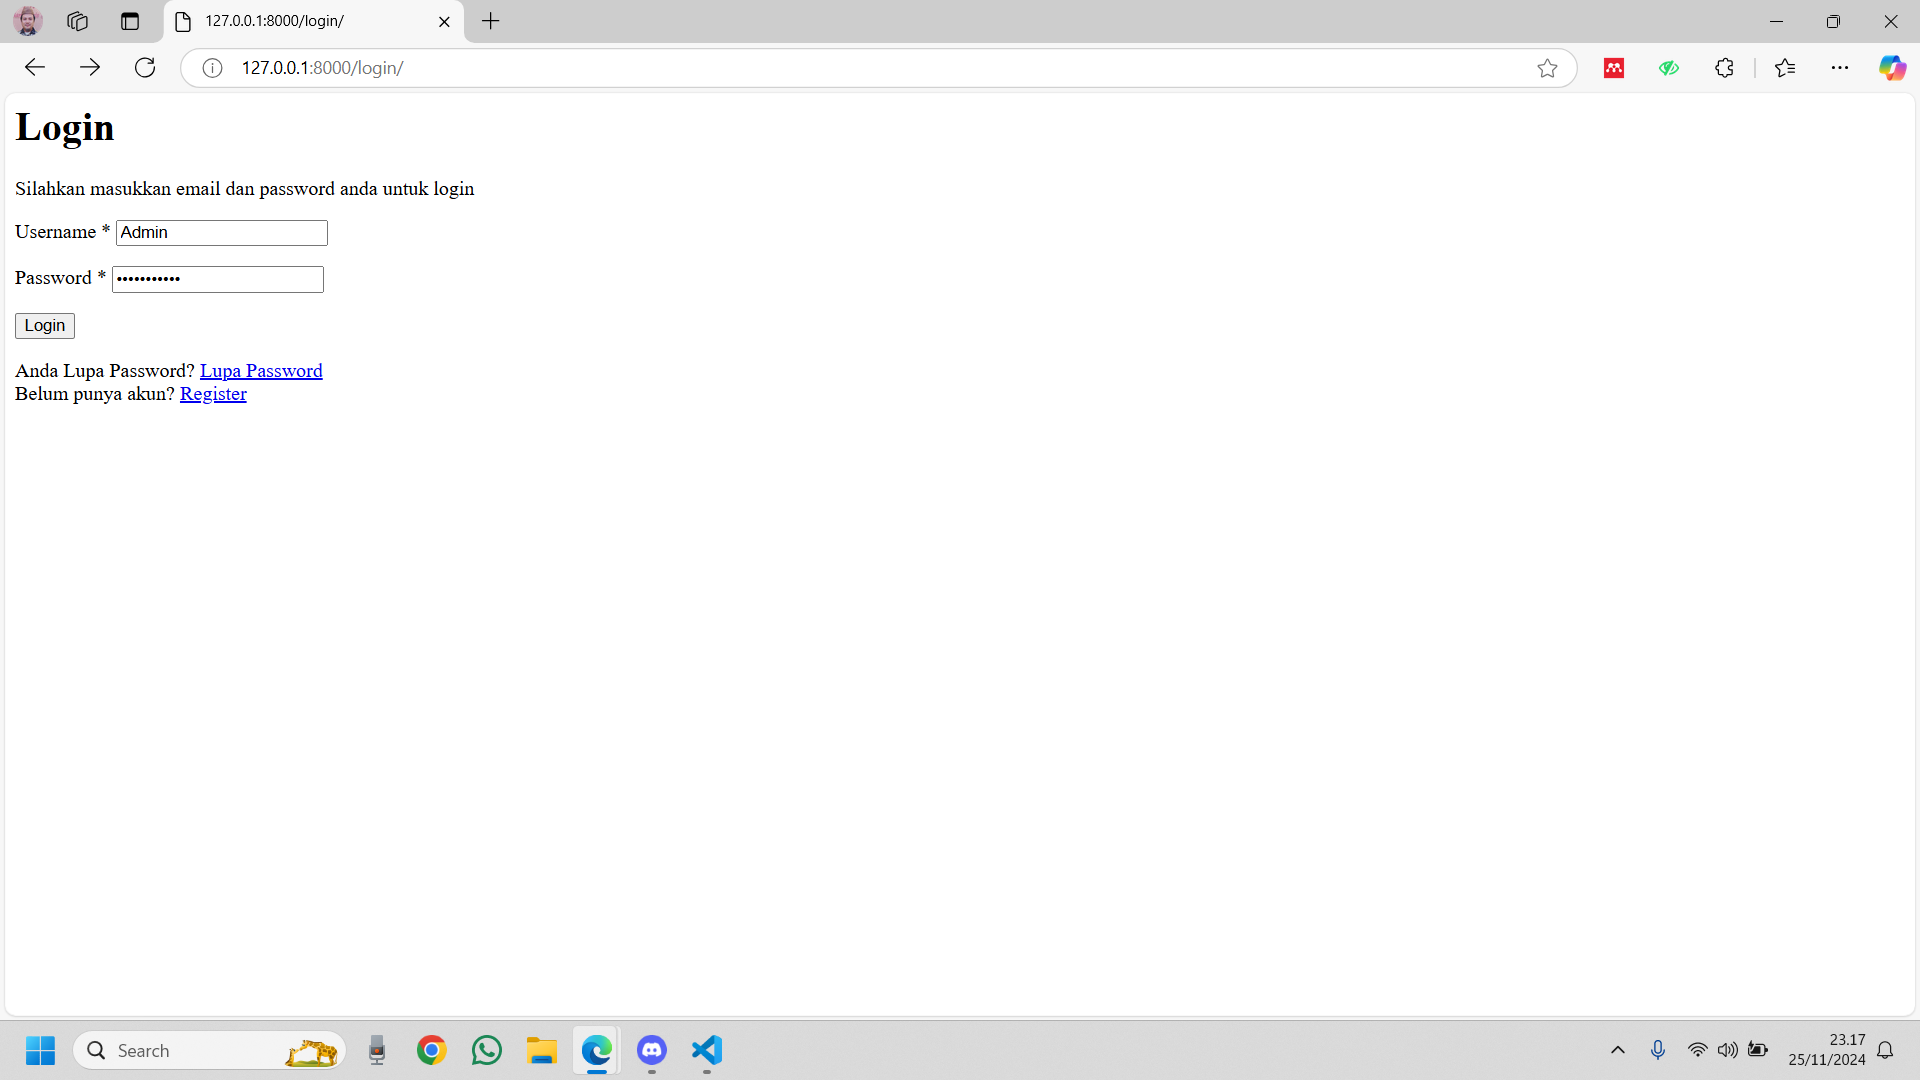 127.0.0.1:8000/login/
127.0.0.1:8000/login/
Login
Silahkan masukkan email dan password anda untuk login
Username * Admin
Password * •••••••••••
Login
Anda Lupa Password? Lupa Password
Belum punya akun? Register
Search
23.17
25/11/2024